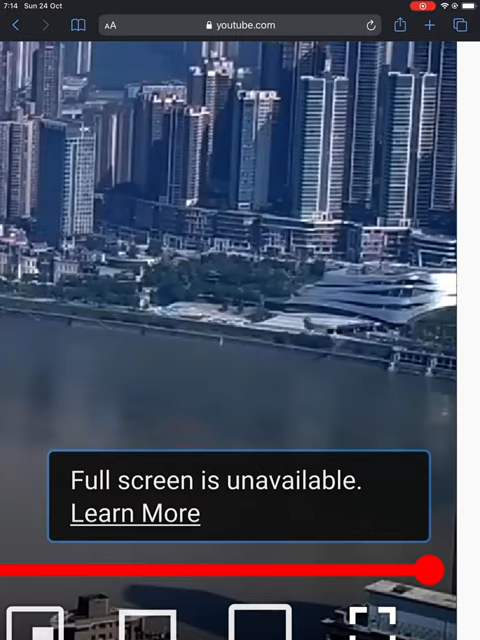 7:14 Sun 24 Oct
AA youtube.com
Full screen is unavailable.
Learn More